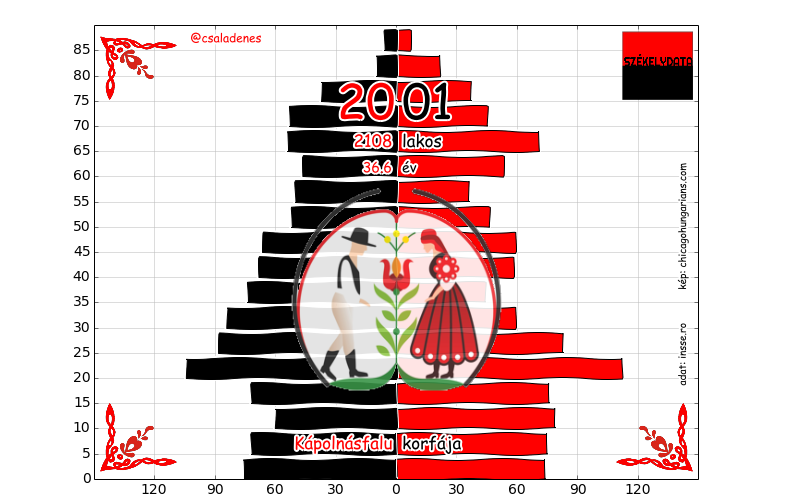 @csaladenes
SZÉKELYDATA
2001
2108 lakos
36.6 év
kép: chicagohungarians.com
adat: insse.ro
Kápolnásfalu korfája
85
80
75
70
65
60
55
50
45
40
35
30
25
20
15
10
5
0
120 90 60 30 0 30 60 90 120